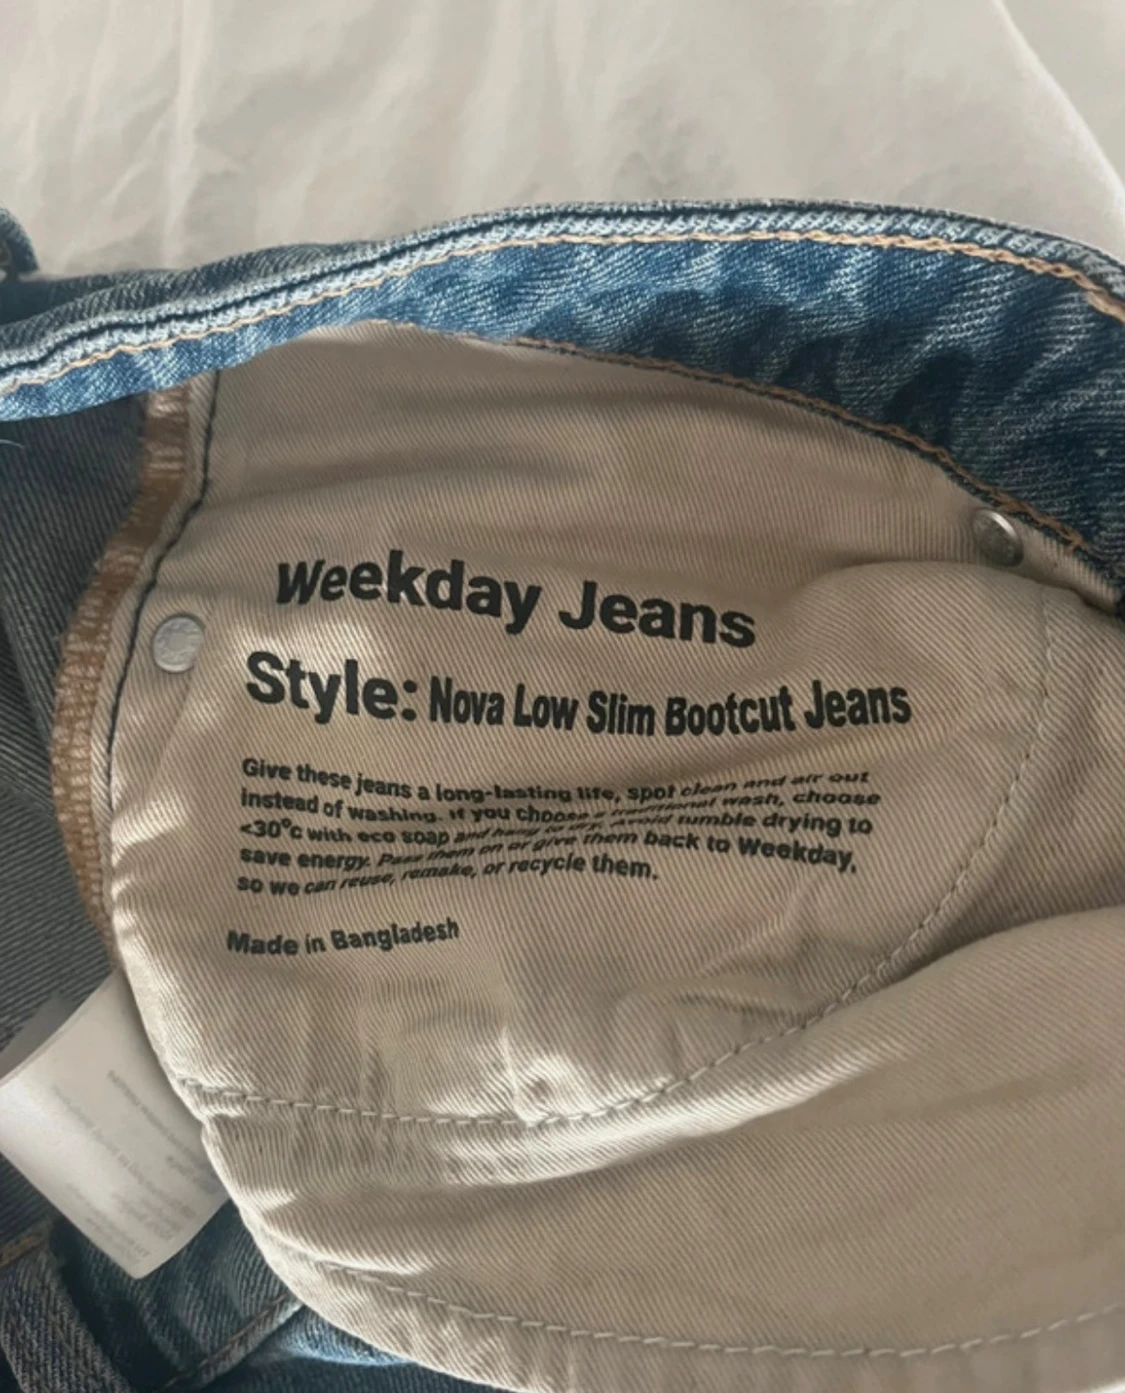 Weekday Jeans
Style: Nova Low Slim Bootcut Jeans
Give these jeans a long-lasting life, spot clean and air out
instead of washing. If you choose a traditional wash, choose
<30°c with eco soap and hang to dry. Avoid tumble drying to
save energy. Pass them on or give them back to Weekday,
so we can reuse, remake, or recycle them.
Made in Bangladesh